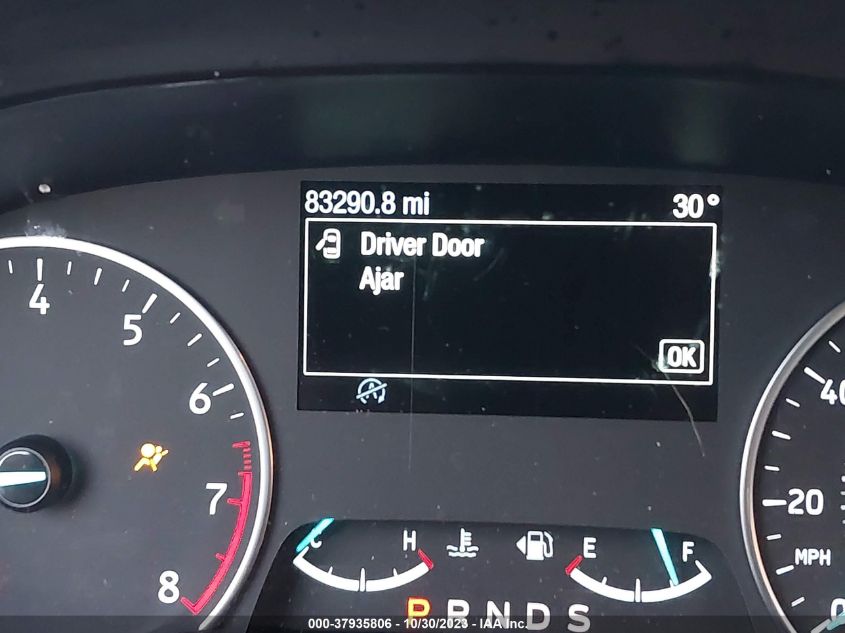 83290.8 mi 30°
Driver Door
Ajar
OK
4
5
6
7
8
40
20
MPH
0
C H E F
P R N D S
000-37935806 - 10/30/2023 - IAA Inc.